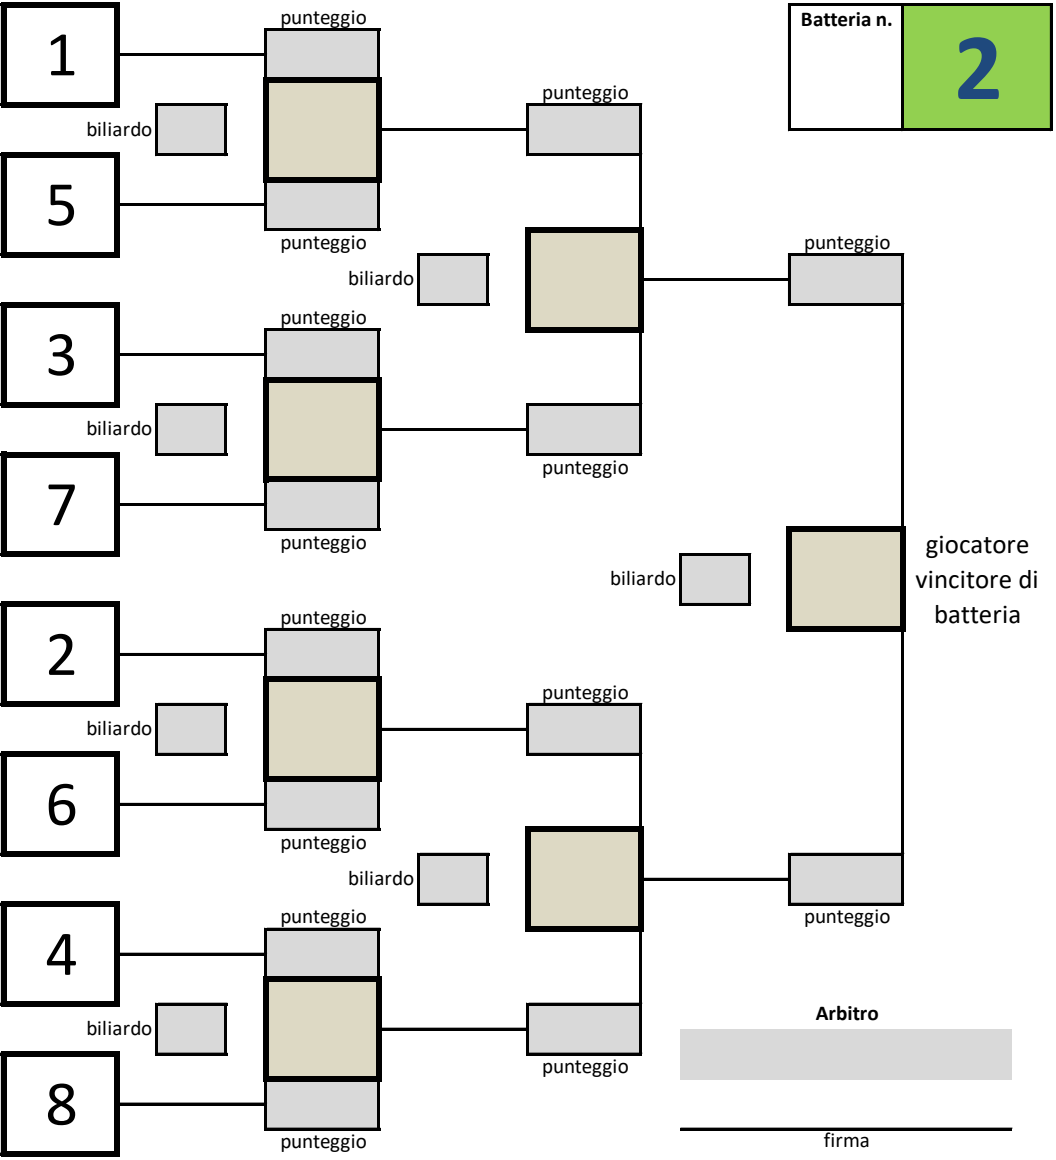 Batteria n.
2
punteggio
1
punteggio
biliardo
5
punteggio
punteggio
biliardo
punteggio
3
biliardo
punteggio
7
punteggio
giocatore
vincitore di
batteria
biliardo
punteggio
2
punteggio
biliardo
6
punteggio
biliardo
punteggio
punteggio
4
Arbitro
biliardo
punteggio
8
punteggio
firma